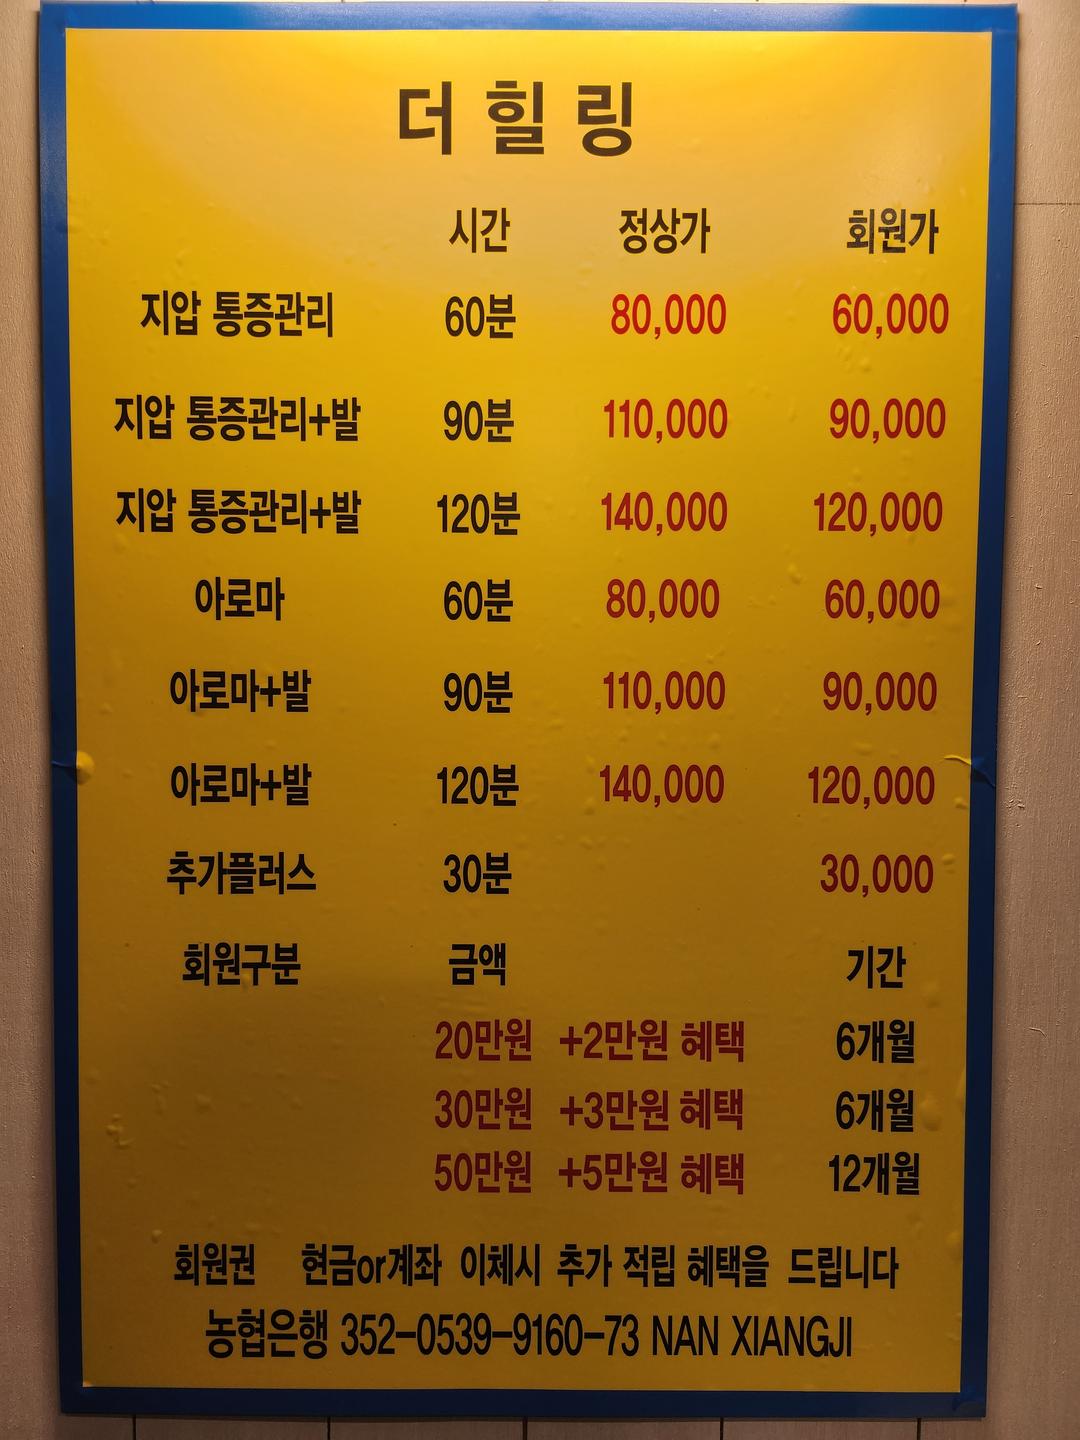 더 힐 링
시간 정상가 회원가
지압 통증관리 60분 80,000 60,000
지압 통증관리+발 90분 110,000 90,000
지압 통증관리+발 120분 140,000 120,000
아로마 60분 80,000 60,000
아로마+발 90분 110,000 90,000
아로마+발 120분 140,000 120,000
추가플러스 30분 30,000
회원구분 금액 기간
20만원 +2만원 혜택 6개월
30만원 +3만원 혜택 6개월
50만원 +5만원 혜택 12개월
회원권 현금or계좌 이체시 추가 적립 혜택을 드립니다
농협은행 352-0539-9160-73 NAN XIANGJI